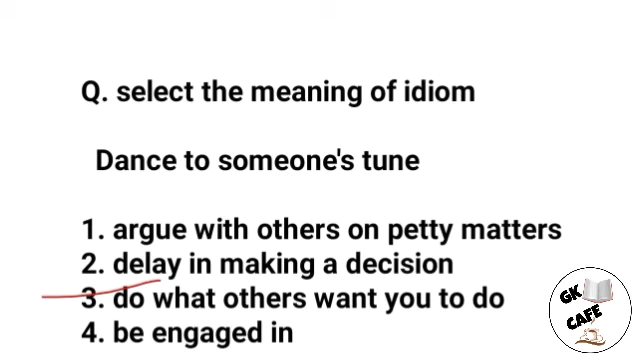 Q. select the meaning of idiom
Dance to someone's tune
1. argue with others on petty matters
2. delay in making a decision
3. do what others want you to do
4. be engaged in
GK
CAFE